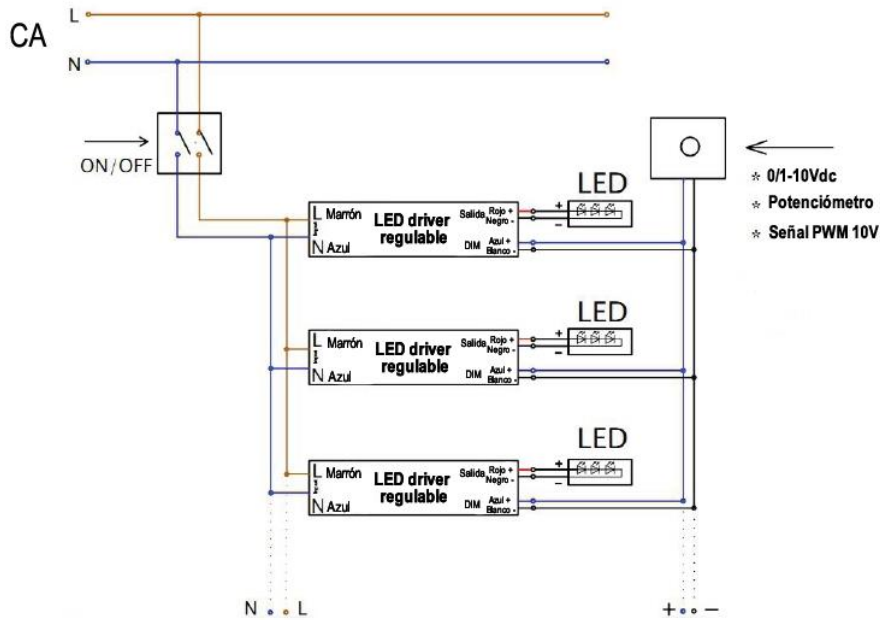 L
CA
N
ON/OFF
* 0/1-10Vdc
* Potenciómetro
* Señal PWM 10V
LED
L Marrón LED driver regulable Salida Rojo +
Negro -
N Azul DIM Azul +
Blanco -
+
-
LED
L Marrón LED driver regulable Salida Rojo +
Negro -
N Azul DIM Azul +
Blanco -
+
-
LED
L Marrón LED driver regulable Salida Rojo +
Negro -
N Azul DIM Azul +
Blanco -
+
-
N L + -